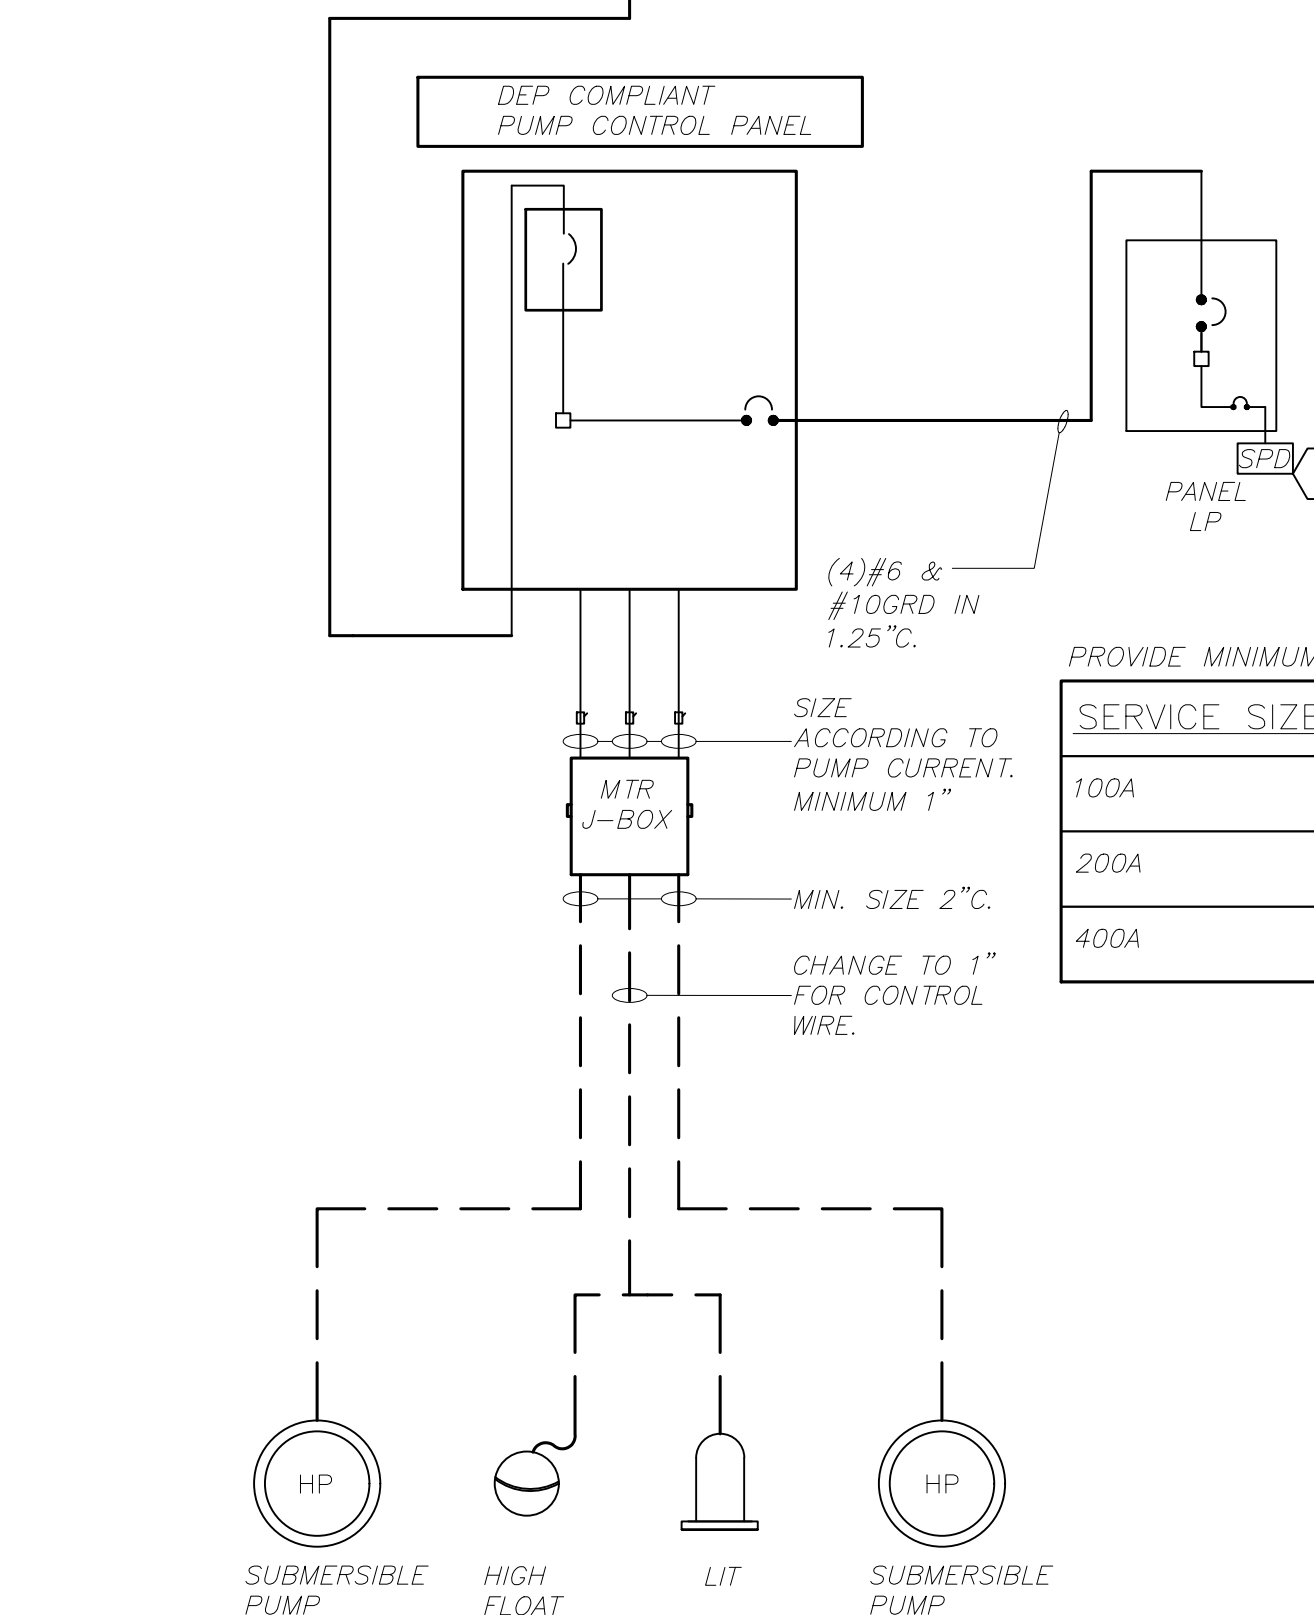 DEP COMPLIANT
PUMP CONTROL PANEL
SPD
PANEL
LP
(4)#6 &
#10GRD IN
1.25"C.
PROVIDE MINIMUM
SERVICE SIZE
100A
200A
400A
SIZE
ACCORDING TO
PUMP CURRENT.
MINIMUM 1"
MTR
J-BOX
MIN. SIZE 2"C.
CHANGE TO 1"
FOR CONTROL
WIRE.
HP
HP
SUBMERSIBLE
PUMP
HIGH
FLOAT
LIT
SUBMERSIBLE
PUMP